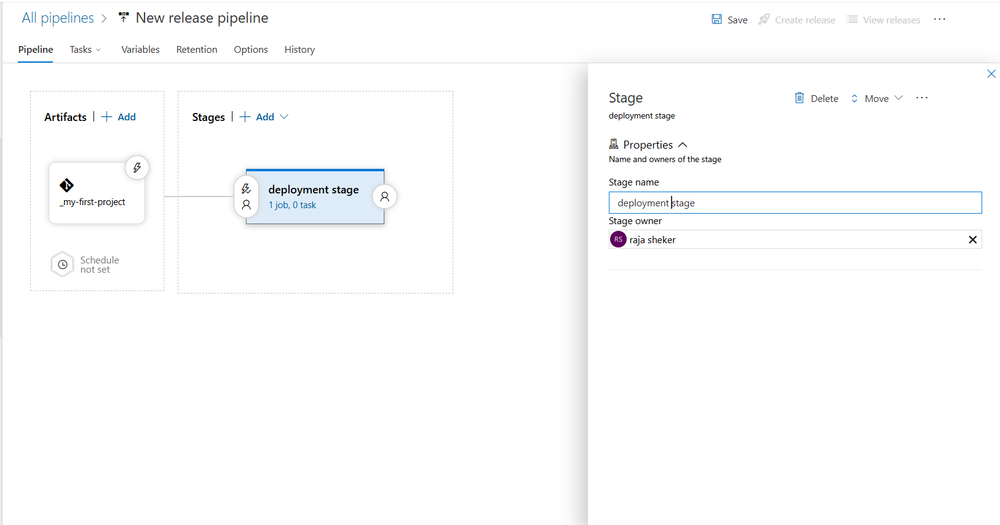 All pipelines > New release pipeline
Save Create release View releases ...
Pipeline Tasks Variables Retention Options History
Artifacts | + Add
Stages | + Add
_my-first-project
Schedule
not set
deployment stage
1 job, 0 task
Stage
Delete Move ...
deployment stage
Properties
Name and owners of the stage
Stage name
deployment stage
Stage owner
RS raja sheker